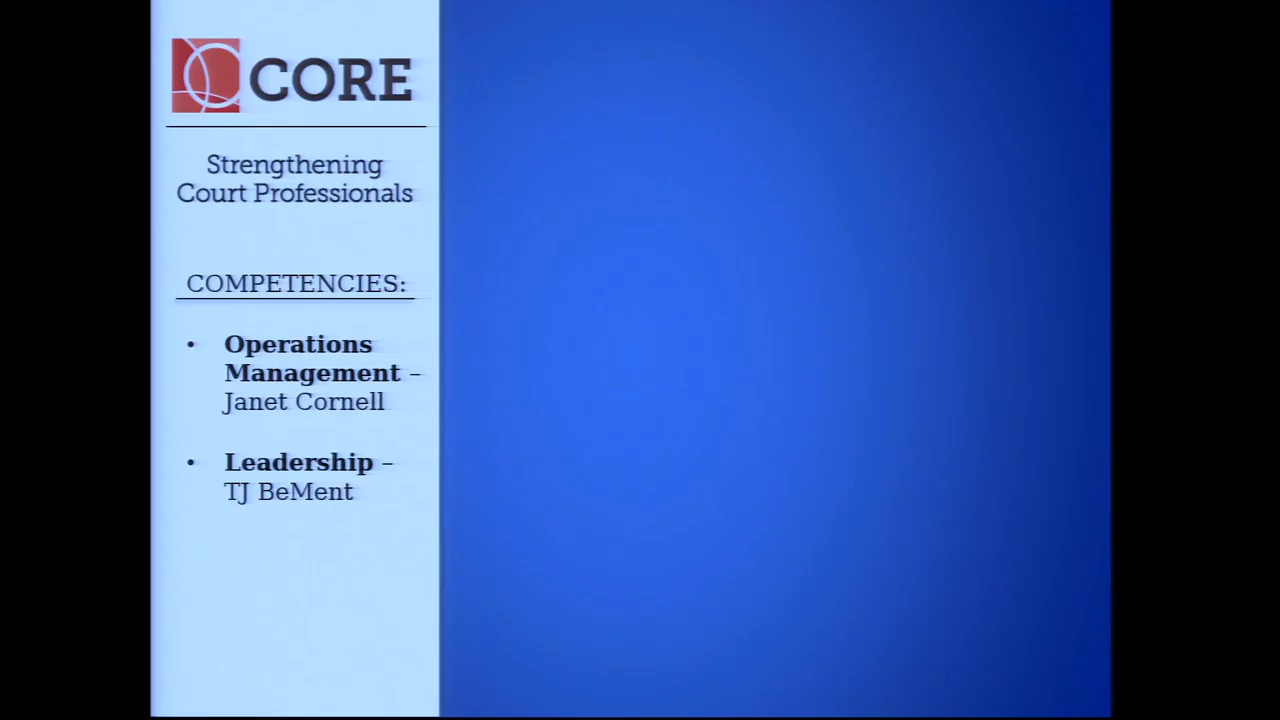 CORE
Strengthening
Court Professionals
COMPETENCIES:
• Operations
Management –
Janet Cornell
• Leadership –
TJ BeMent